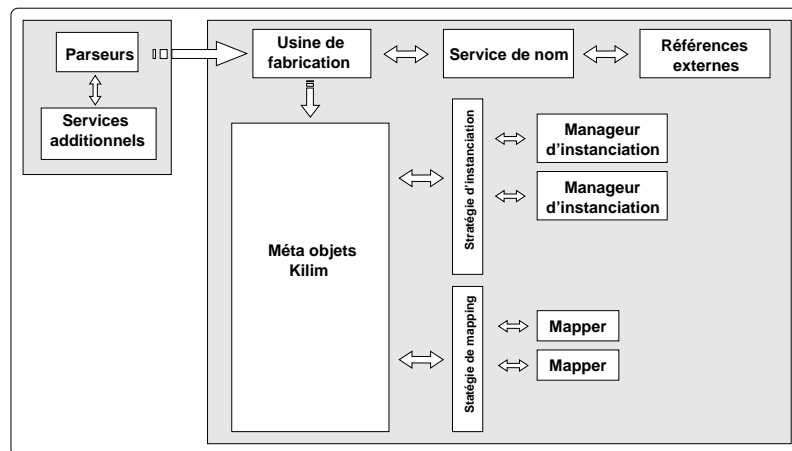 Parseurs
Services
additionnels
Usine de
fabrication
Service de nom
Références
externes
Méta objets
Kilim
Stratégie d'instanciation
Manageur
d'instanciation
Manageur
d'instanciation
Statégie de mapping
Mapper
Mapper